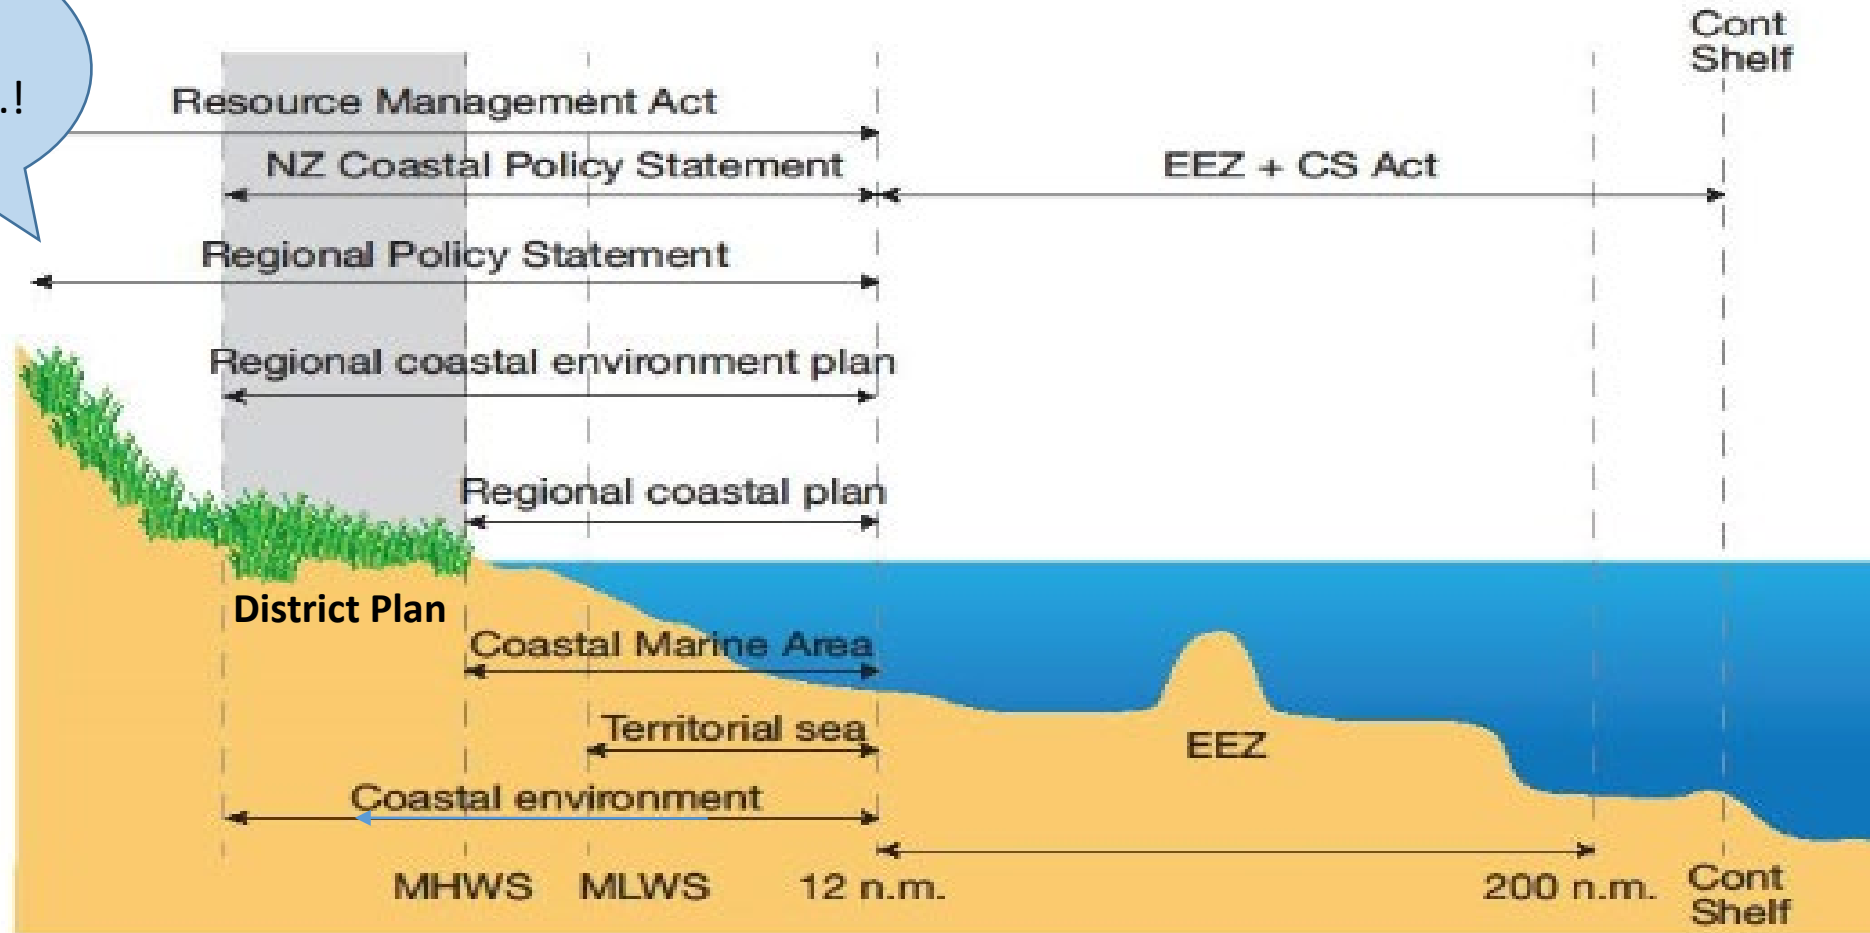 Cont
Shelf
..!
Resource Management Act
NZ Coastal Policy Statement
EEZ + CS Act
Regional Policy Statement
Regional coastal environment plan
Regional coastal plan
District Plan
Coastal Marine Area
Territorial sea
EEZ
Coastal environment
MHWS MLWS 12 n.m. 200 n.m. Cont
Shelf